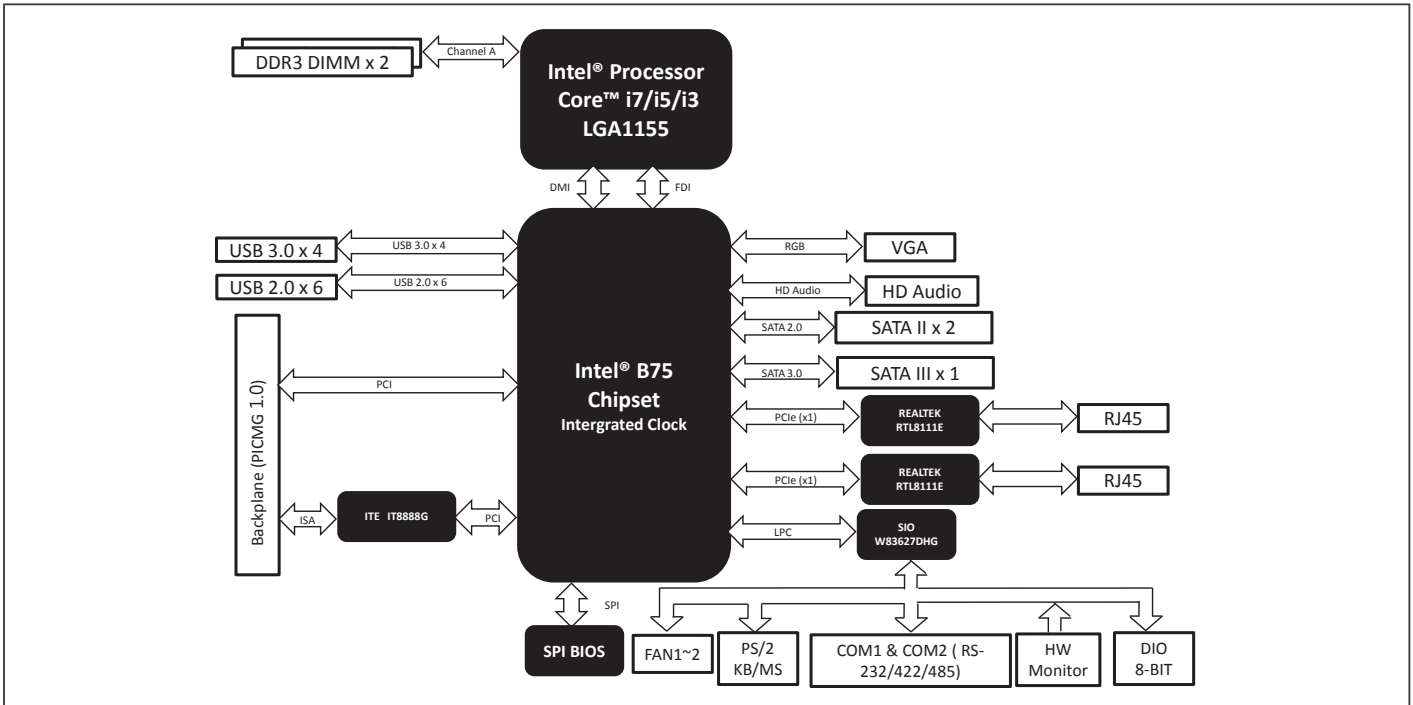 DDR3 DIMM x 2
Channel A
Intel® Processor
Core™ i7/i5/i3
LGA1155
DMI
FDI
USB 3.0 x 4
USB 3.0 x 4
USB 2.0 x 6
USB 2.0 x 6
Backplane (PICMG 1.0)
PCI
ISA
ITE IT8888G
PCI
Intel® B75
Chipset
Intergrated Clock
RGB
VGA
HD Audio
HD Audio
SATA 2.0
SATA II x 2
SATA 3.0
SATA III x 1
PCIe (x1)
REALTEK
RTL8111E
RJ45
PCIe (x1)
REALTEK
RTL8111E
RJ45
LPC
SIO
W83627DHG
SPI
SPI BIOS
FAN1~2
PS/2
KB/MS
COM1 & COM2 ( RS-
232/422/485)
HW
Monitor
DIO
8-BIT